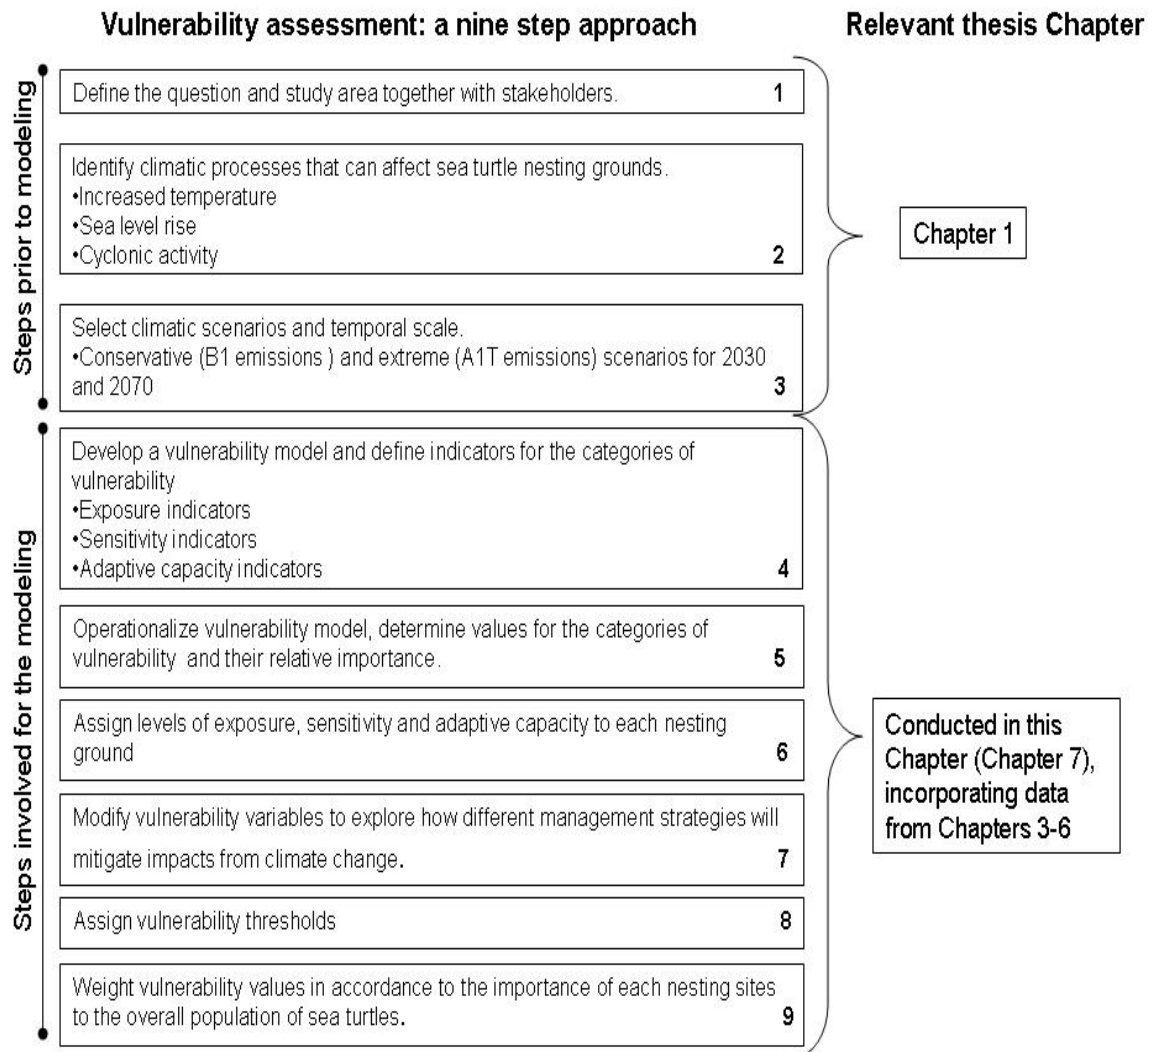 Vulnerability assessment: a nine step approach
Relevant thesis Chapter
Steps prior to modeling
Define the question and study area together with stakeholders. 1
Identify climatic processes that can affect sea turtle nesting grounds.
•Increased temperature
•Sea level rise
•Cyclonic activity 2
Select climatic scenarios and temporal scale.
•Conservative (B1 emissions ) and extreme (A1T emissions) scenarios for 2030
and 2070 3
Chapter 1
Steps involved for the modeling
Develop a vulnerability model and define indicators for the categories of
vulnerability
•Exposure indicators
•Sensitivity indicators
•Adaptive capacity indicators 4
Operationalize vulnerability model, determine values for the categories of
vulnerability and their relative importance. 5
Assign levels of exposure, sensitivity and adaptive capacity to each nesting
ground 6
Modify vulnerability variables to explore how different management strategies will
mitigate impacts from climate change. 7
Assign vulnerability thresholds 8
Weight vulnerability values in accordance to the importance of each nesting sites
to the overall population of sea turtles. 9
Conducted in this
Chapter (Chapter 7),
incorporating data
from Chapters 3-6